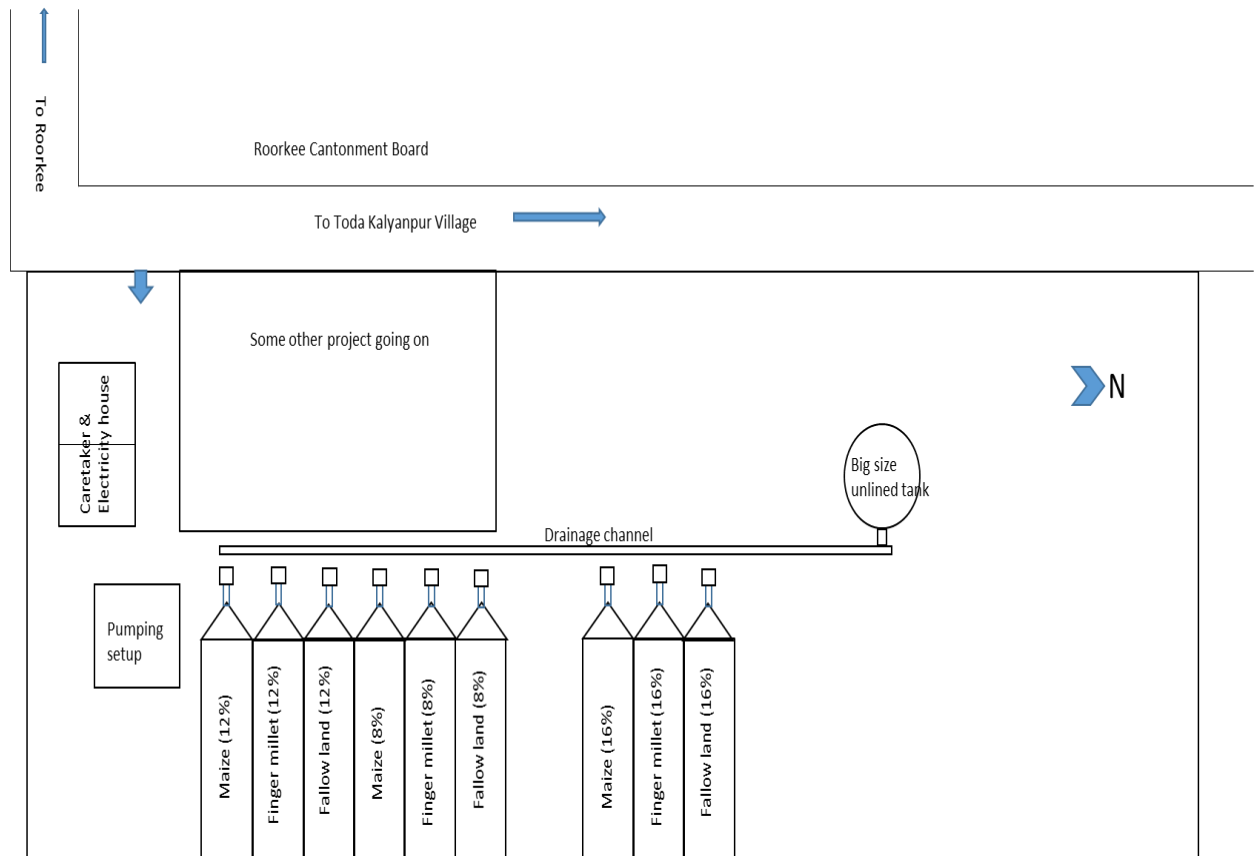 To Roorkee
Roorkee Cantonment Board
To Toda Kalyanpur Village
Some other project going on
N
Caretaker &
Electricity house
Big size
unlined tank
Drainage channel
Pumping
setup
Maize (12%)
Finger millet (12%)
Fallow land (12%)
Maize (8%)
Finger millet (8%)
Fallow land (8%)
Maize (16%)
Finger millet (16%)
Fallow land (16%)